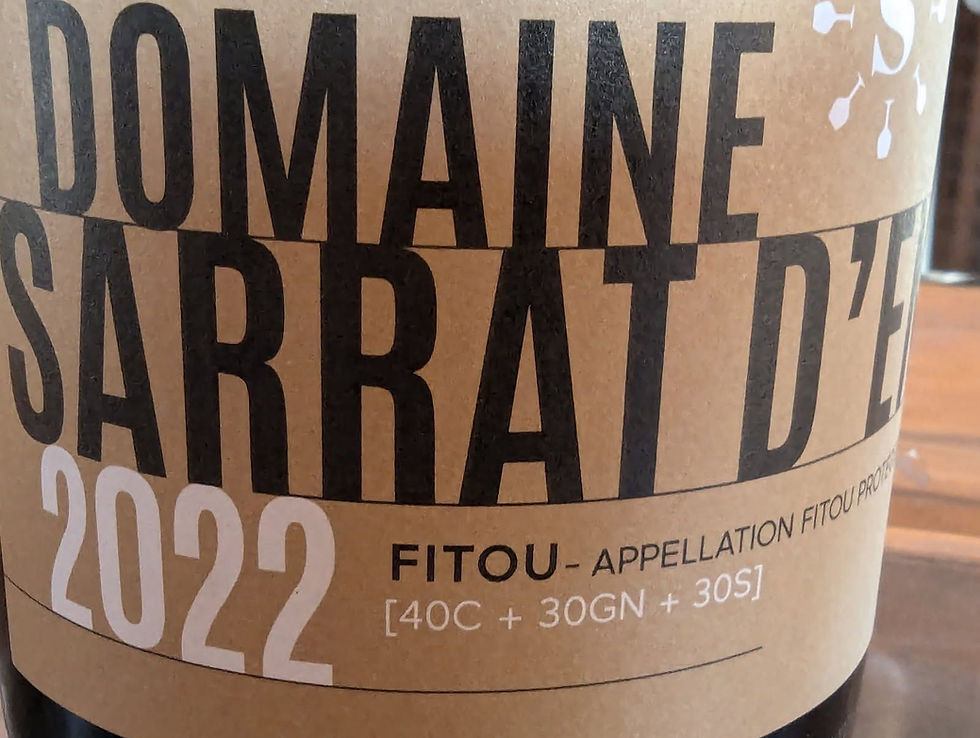 S
DOMAINE
SARRAT D'E
2022
FITOU - APPELLATION FITOU
[40C + 30GN + 30S]